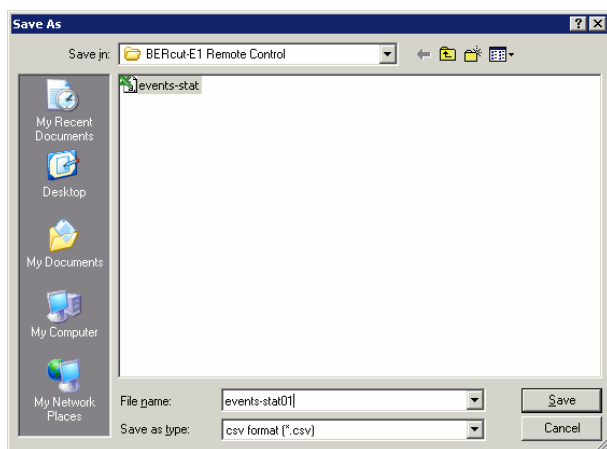 Save As
Save in:
BERcut-E1 Remote Control
events-stat
My Recent
Documents
Desktop
My Documents
My Computer
My Network
Places
File name:
events-stat01
Save
Save as type:
csv format (*.csv)
Cancel